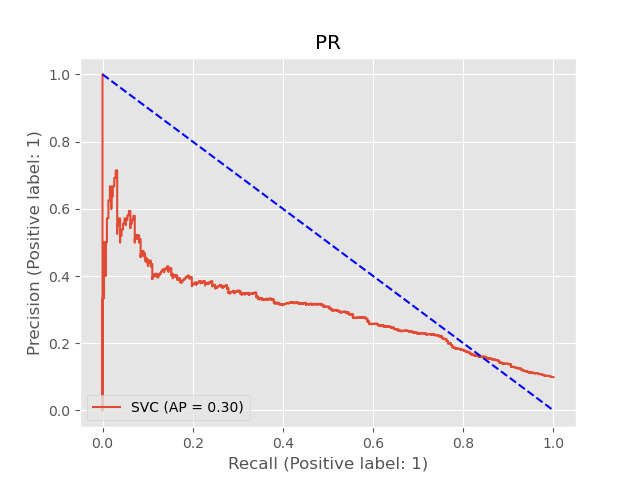 PR
Precision (Positive label: 1)
1.0
0.8
0.6
0.4
0.2
0.0
SVC (AP = 0.30)
0.0 0.2 0.4 0.6 0.8 1.0
Recall (Positive label: 1)